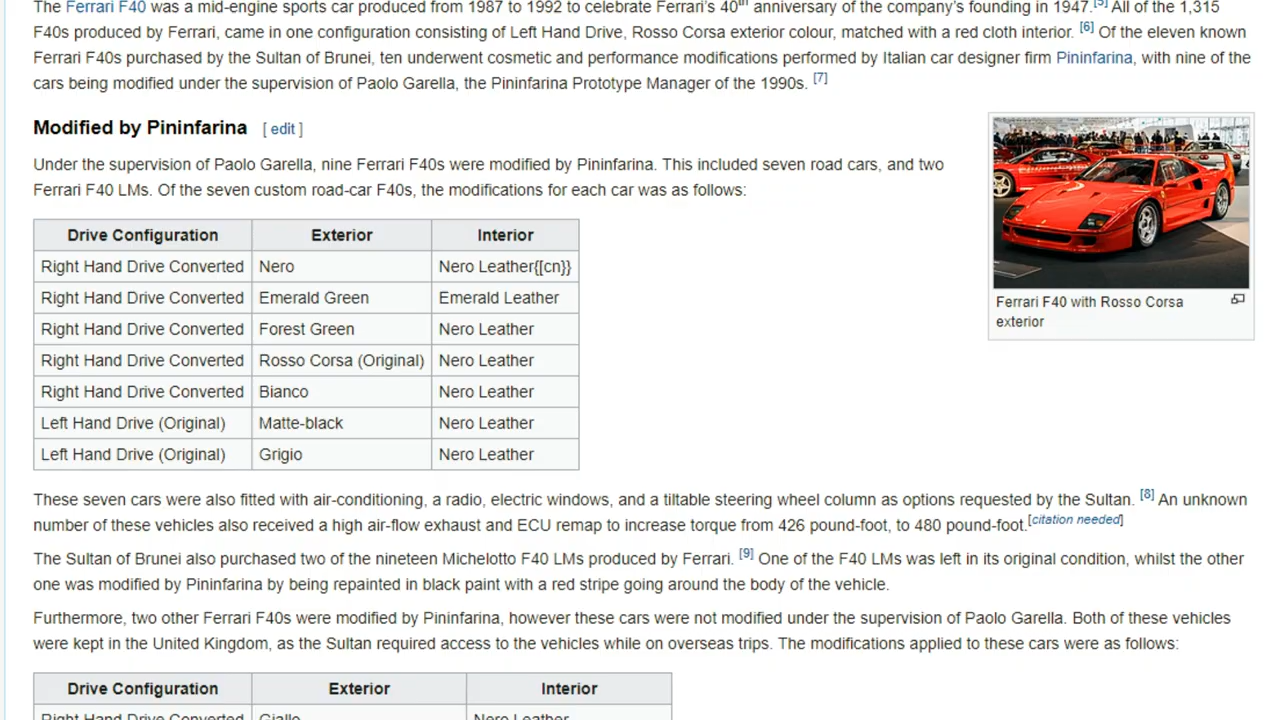 The Ferrari F40 was a mid-engine sports car produced from 1987 to 1992 to celebrate Ferrari's 40th anniversary of the company's founding in 1947.[5] All of the 1,315
F40s produced by Ferrari, came in one configuration consisting of Left Hand Drive, Rosso Corsa exterior colour, matched with a red cloth interior. [6] Of the eleven known
Ferrari F40s purchased by the Sultan of Brunei, ten underwent cosmetic and performance modifications performed by Italian car designer firm Pininfarina, with nine of the
cars being modified under the supervision of Paolo Garella, the Pininfarina Prototype Manager of the 1990s. [7]
Modified by Pininfarina [ edit ]
Under the supervision of Paolo Garella, nine Ferrari F40s were modified by Pininfarina. This included seven road cars, and two
Ferrari F40 LMs. Of the seven custom road-car F40s, the modifications for each car was as follows:
Drive Configuration Exterior Interior
Right Hand Drive Converted Nero Nero Leather{[cn}}
Right Hand Drive Converted Emerald Green Emerald Leather
Right Hand Drive Converted Forest Green Nero Leather
Right Hand Drive Converted Rosso Corsa (Original) Nero Leather
Right Hand Drive Converted Bianco Nero Leather
Left Hand Drive (Original) Matte-black Nero Leather
Left Hand Drive (Original) Grigio Nero Leather
Ferrari F40 with Rosso Corsa
exterior
These seven cars were also fitted with air-conditioning, a radio, electric windows, and a tiltable steering wheel column as options requested by the Sultan. [8] An unknown
number of these vehicles also received a high air-flow exhaust and ECU remap to increase torque from 426 pound-foot, to 480 pound-foot.[citation needed]
The Sultan of Brunei also purchased two of the nineteen Michelotto F40 LMs produced by Ferrari. [9] One of the F40 LMs was left in its original condition, whilst the other
one was modified by Pininfarina by being repainted in black paint with a red stripe going around the body of the vehicle.
Furthermore, two other Ferrari F40s were modified by Pininfarina, however these cars were not modified under the supervision of Paolo Garella. Both of these vehicles
were kept in the United Kingdom, as the Sultan required access to the vehicles while on overseas trips. The modifications applied to these cars were as follows:
Drive Configuration Exterior Interior
Right Hand Drive Converted Giallo Nero Leather